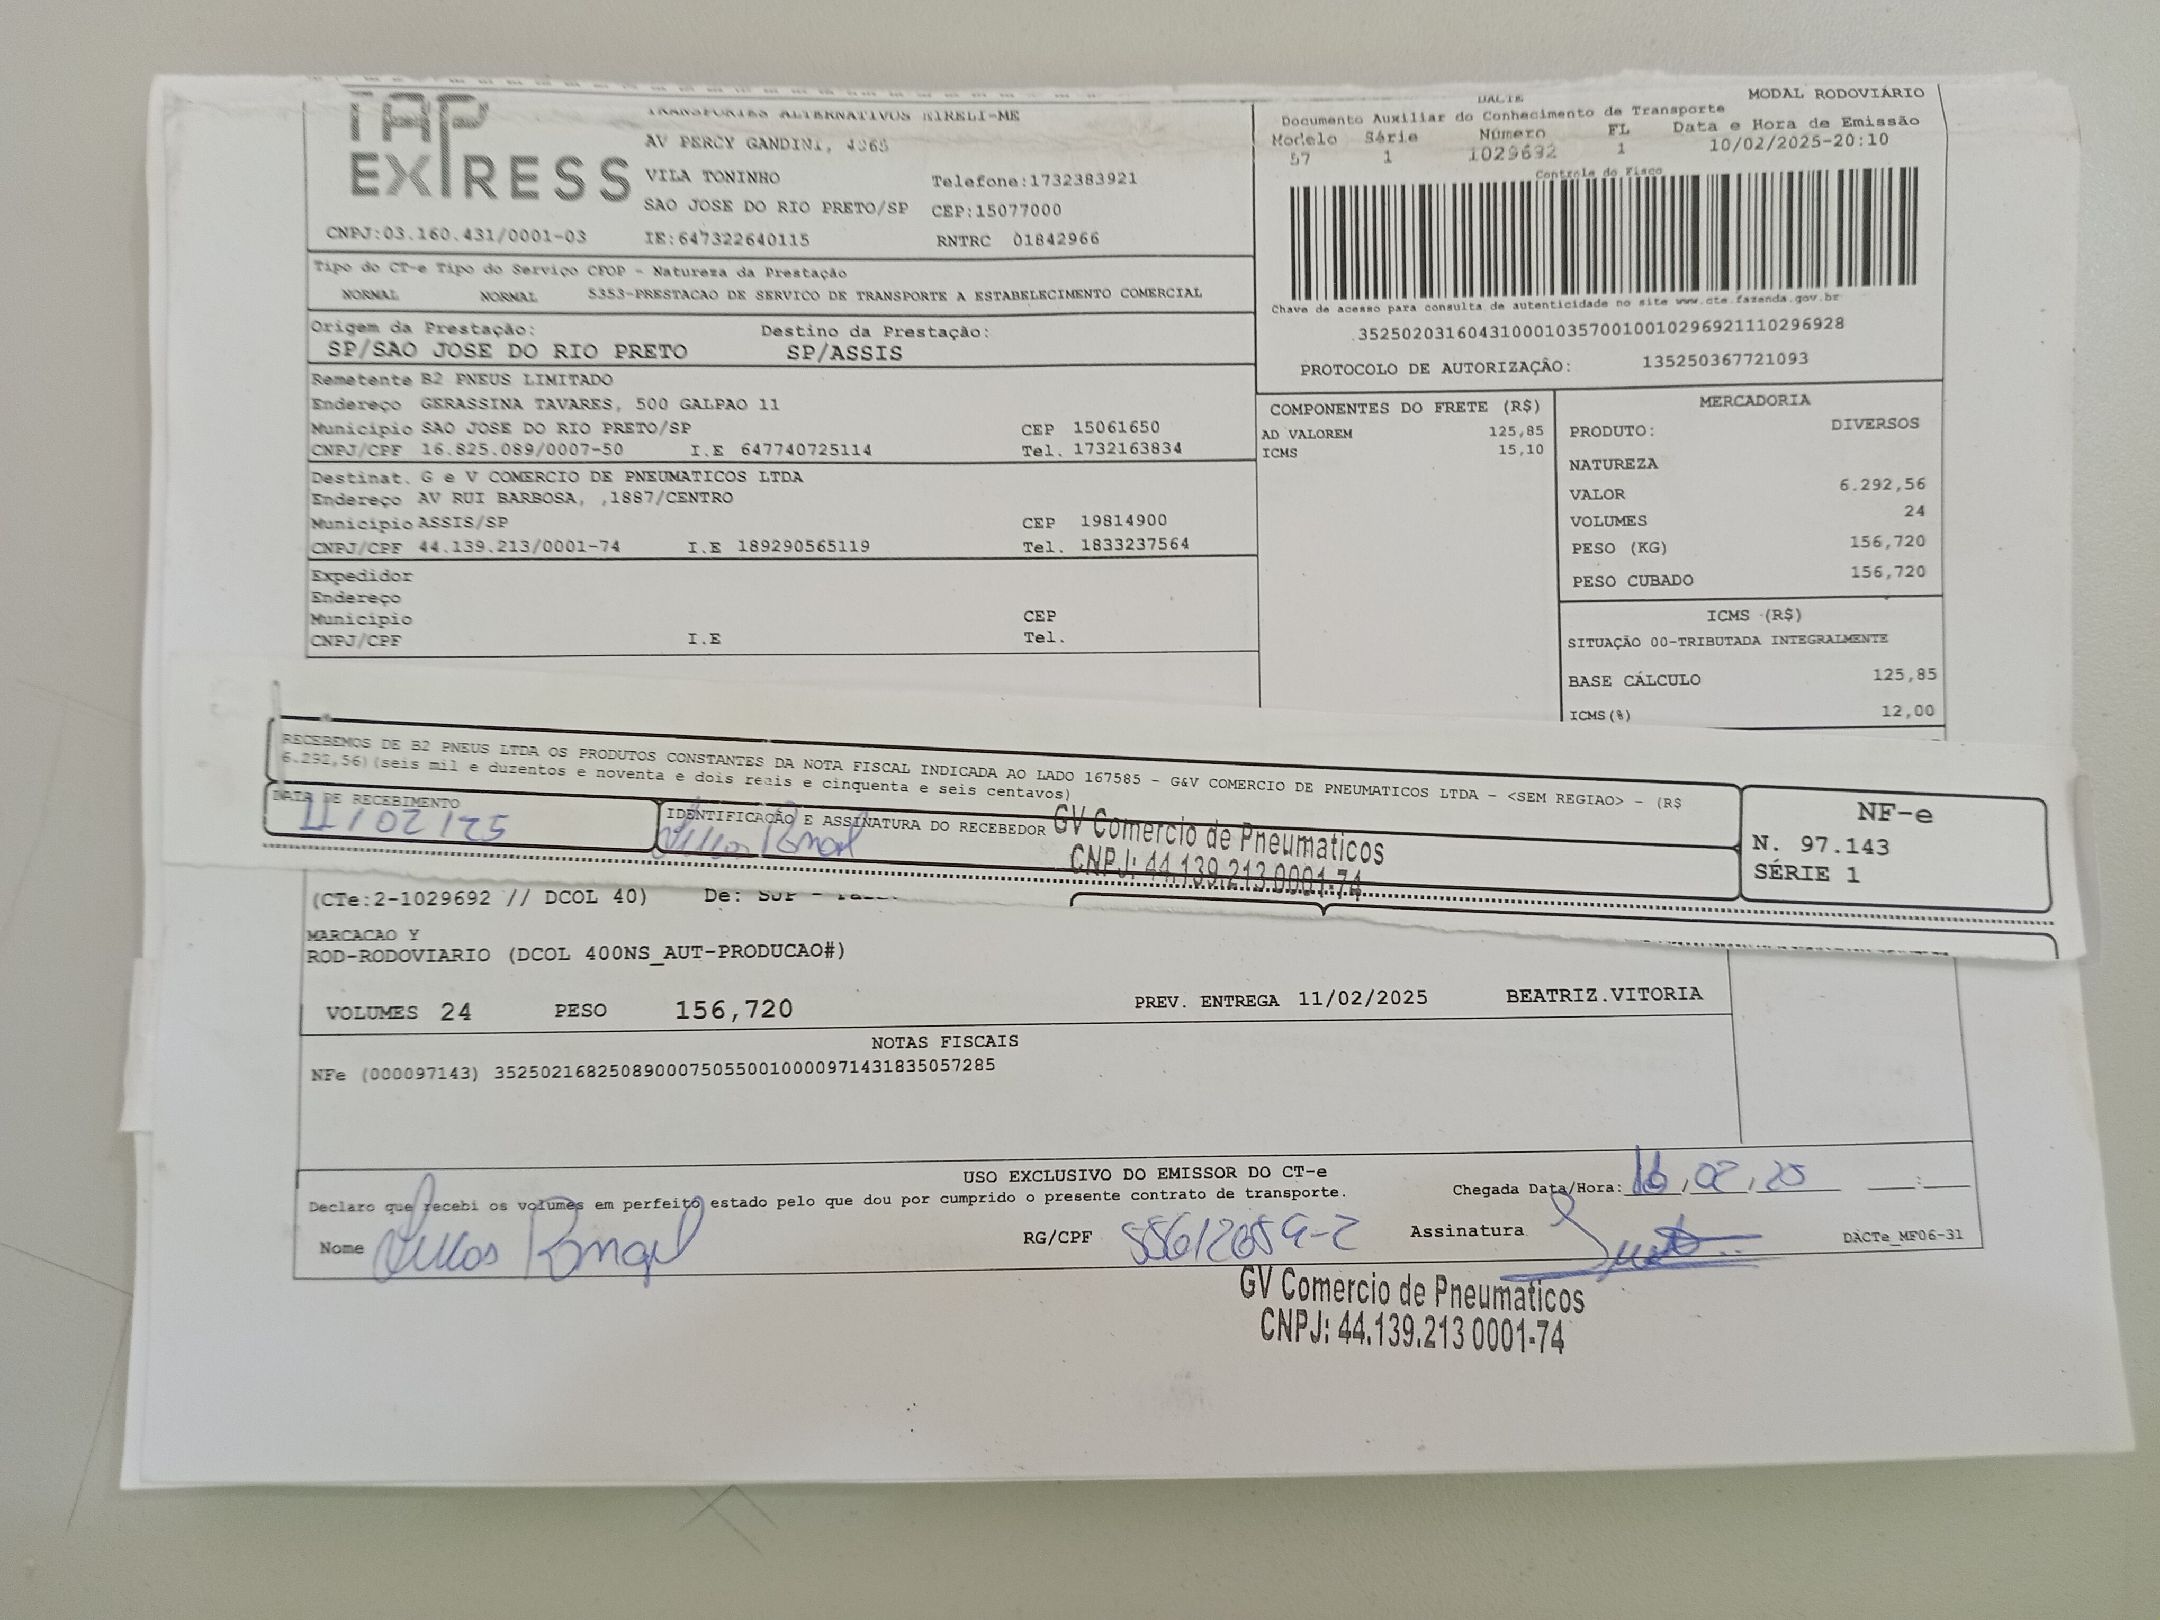 TAP EXPRESS
TRANSPORTES ALTERNATIVOS EIRELI-ME
AV PERCY GANDINI, 4265
VILA TONINHO
Telefone:1732383921
SAO JOSE DO RIO PRETO/SP CEP:15077000
CNPJ:03.160.431/0001-03 IE:647322640115 RNTRC 01842966
DACTE MODAL RODOVIÁRIO
Documento Auxiliar do Conhecimento de Transporte
Modelo Série Número FL Data e Hora de Emissão
57 1 1029692 1 10/02/2025-20:10
Controle do Fisco
Chave de acesso para consulta de autenticidade no site www.cte.fazenda.gov.br
35250203160431000103570010010296921110296928
PROTOCOLO DE AUTORIZAÇÃO: 135250367721093
Tipo do CT-e Tipo do Serviço CFOP - Natureza da Prestação
NORMAL NORMAL 5353-PRESTACAO DE SERVICO DE TRANSPORTE A ESTABELECIMENTO COMERCIAL
Origem da Prestação: Destino da Prestação:
SP/SAO JOSE DO RIO PRETO SP/ASSIS
Remetente B2 PNEUS LIMITADO
Endereço GERASSINA TAVARES, 500 GALPAO 11
Município SAO JOSE DO RIO PRETO/SP CEP 15061650
CNPJ/CPF 16.825.089/0007-50 I.E 647740725114 Tel. 1732163834
Destinat. G e V COMERCIO DE PNEUMATICOS LTDA
Endereço AV RUI BARBOSA, ,1887/CENTRO
Município ASSIS/SP CEP 19814900
CNPJ/CPF 44.139.213/0001-74 I.E 189290565119 Tel. 1833237564
Expedidor
Endereço
Município CEP
CNPJ/CPF I.E Tel.
COMPONENTES DO FRETE (R$)
AD VALOREM 125,85
ICMS 15,10
MERCADORIA
PRODUTO: DIVERSOS
NATUREZA
VALOR 6.292,56
VOLUMES 24
PESO (KG) 156,720
PESO CUBADO 156,720
ICMS (R$)
SITUAÇÃO 00-TRIBUTADA INTEGRALMENTE
BASE CÁLCULO 125,85
ICMS(%) 12,00
RECEBEMOS DE B2 PNEUS LTDA OS PRODUTOS CONSTANTES DA NOTA FISCAL INDICADA AO LADO 167585 - G&V COMERCIO DE PNEUMATICOS LTDA - <SEM REGIAO> - (R$
6.292,56)(seis mil e duzentos e noventa e dois reais e cinquenta e seis centavos)
DATA DE RECEBIMENTO
11/02/25
IDENTIFICAÇÃO E ASSINATURA DO RECEBEDOR
GV Comercio de Pneumaticos
CNPJ: 44.139.213 0001-74
NF-e
N. 97.143
SÉRIE 1
(CTe:2-1029692 // DCOL 40) De:
MARCACAO Y
ROD-RODOVIARIO (DCOL 400NS_AUT-PRODUCAO#)
VOLUMES 24 PESO 156,720 PREV. ENTREGA 11/02/2025 BEATRIZ.VITORIA
NOTAS FISCAIS
NFe (000097143) 35250216825089000750550010000971431835057285
USO EXCLUSIVO DO EMISSOR DO CT-e
Declaro que recebi os volumes em perfeito estado pelo que dou por cumprido o presente contrato de transporte.
Chegada Data/Hora: , 02, 25 __:__
Nome RG/CPF Assinatura DACTe_MF06-31
GV Comercio de Pneumaticos
CNPJ: 44.139.213 0001-74